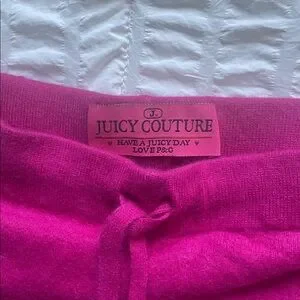 J.
JUICY COUTURE
♥ HAVE A JUICY DAY ♥
LOVE P&G